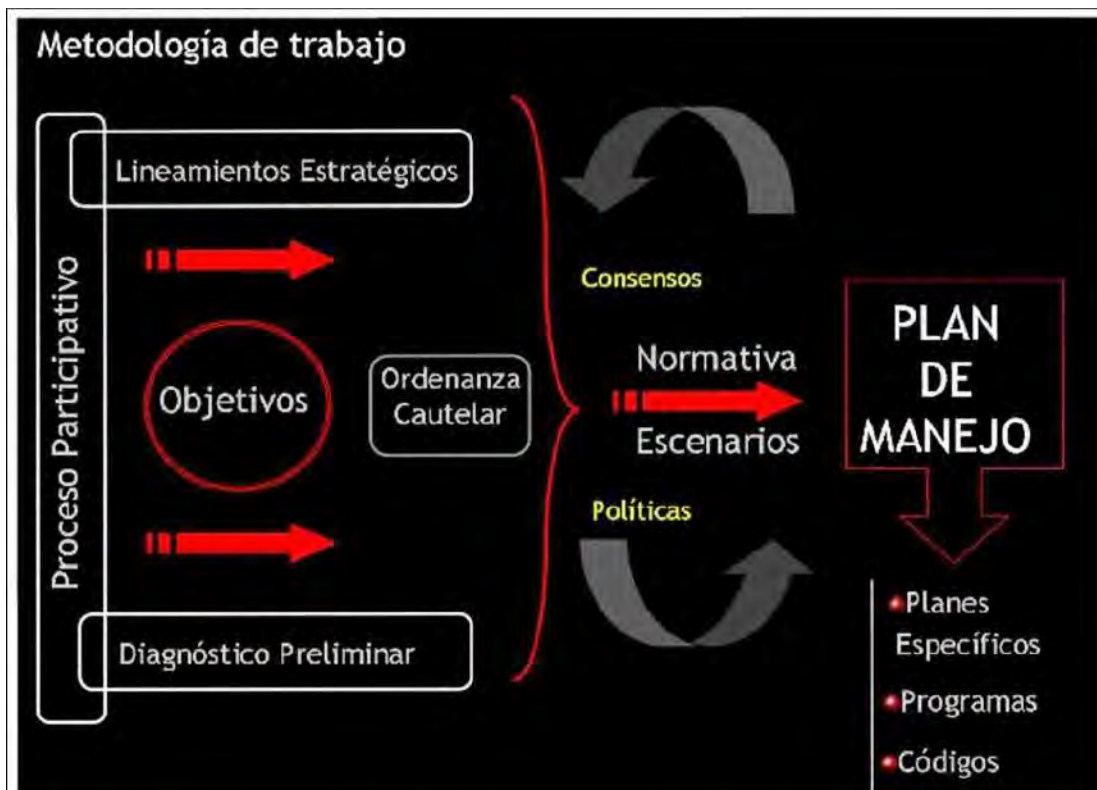 Metodología de trabajo
Proceso Participativo
Lineamientos Estratégicos
Objetivos
Ordenanza
Cautelar
Diagnóstico Preliminar
Consensos
Normativa
Escenarios
Políticas
PLAN
DE
MANEJO
Planes
Específicos
Programas
Códigos